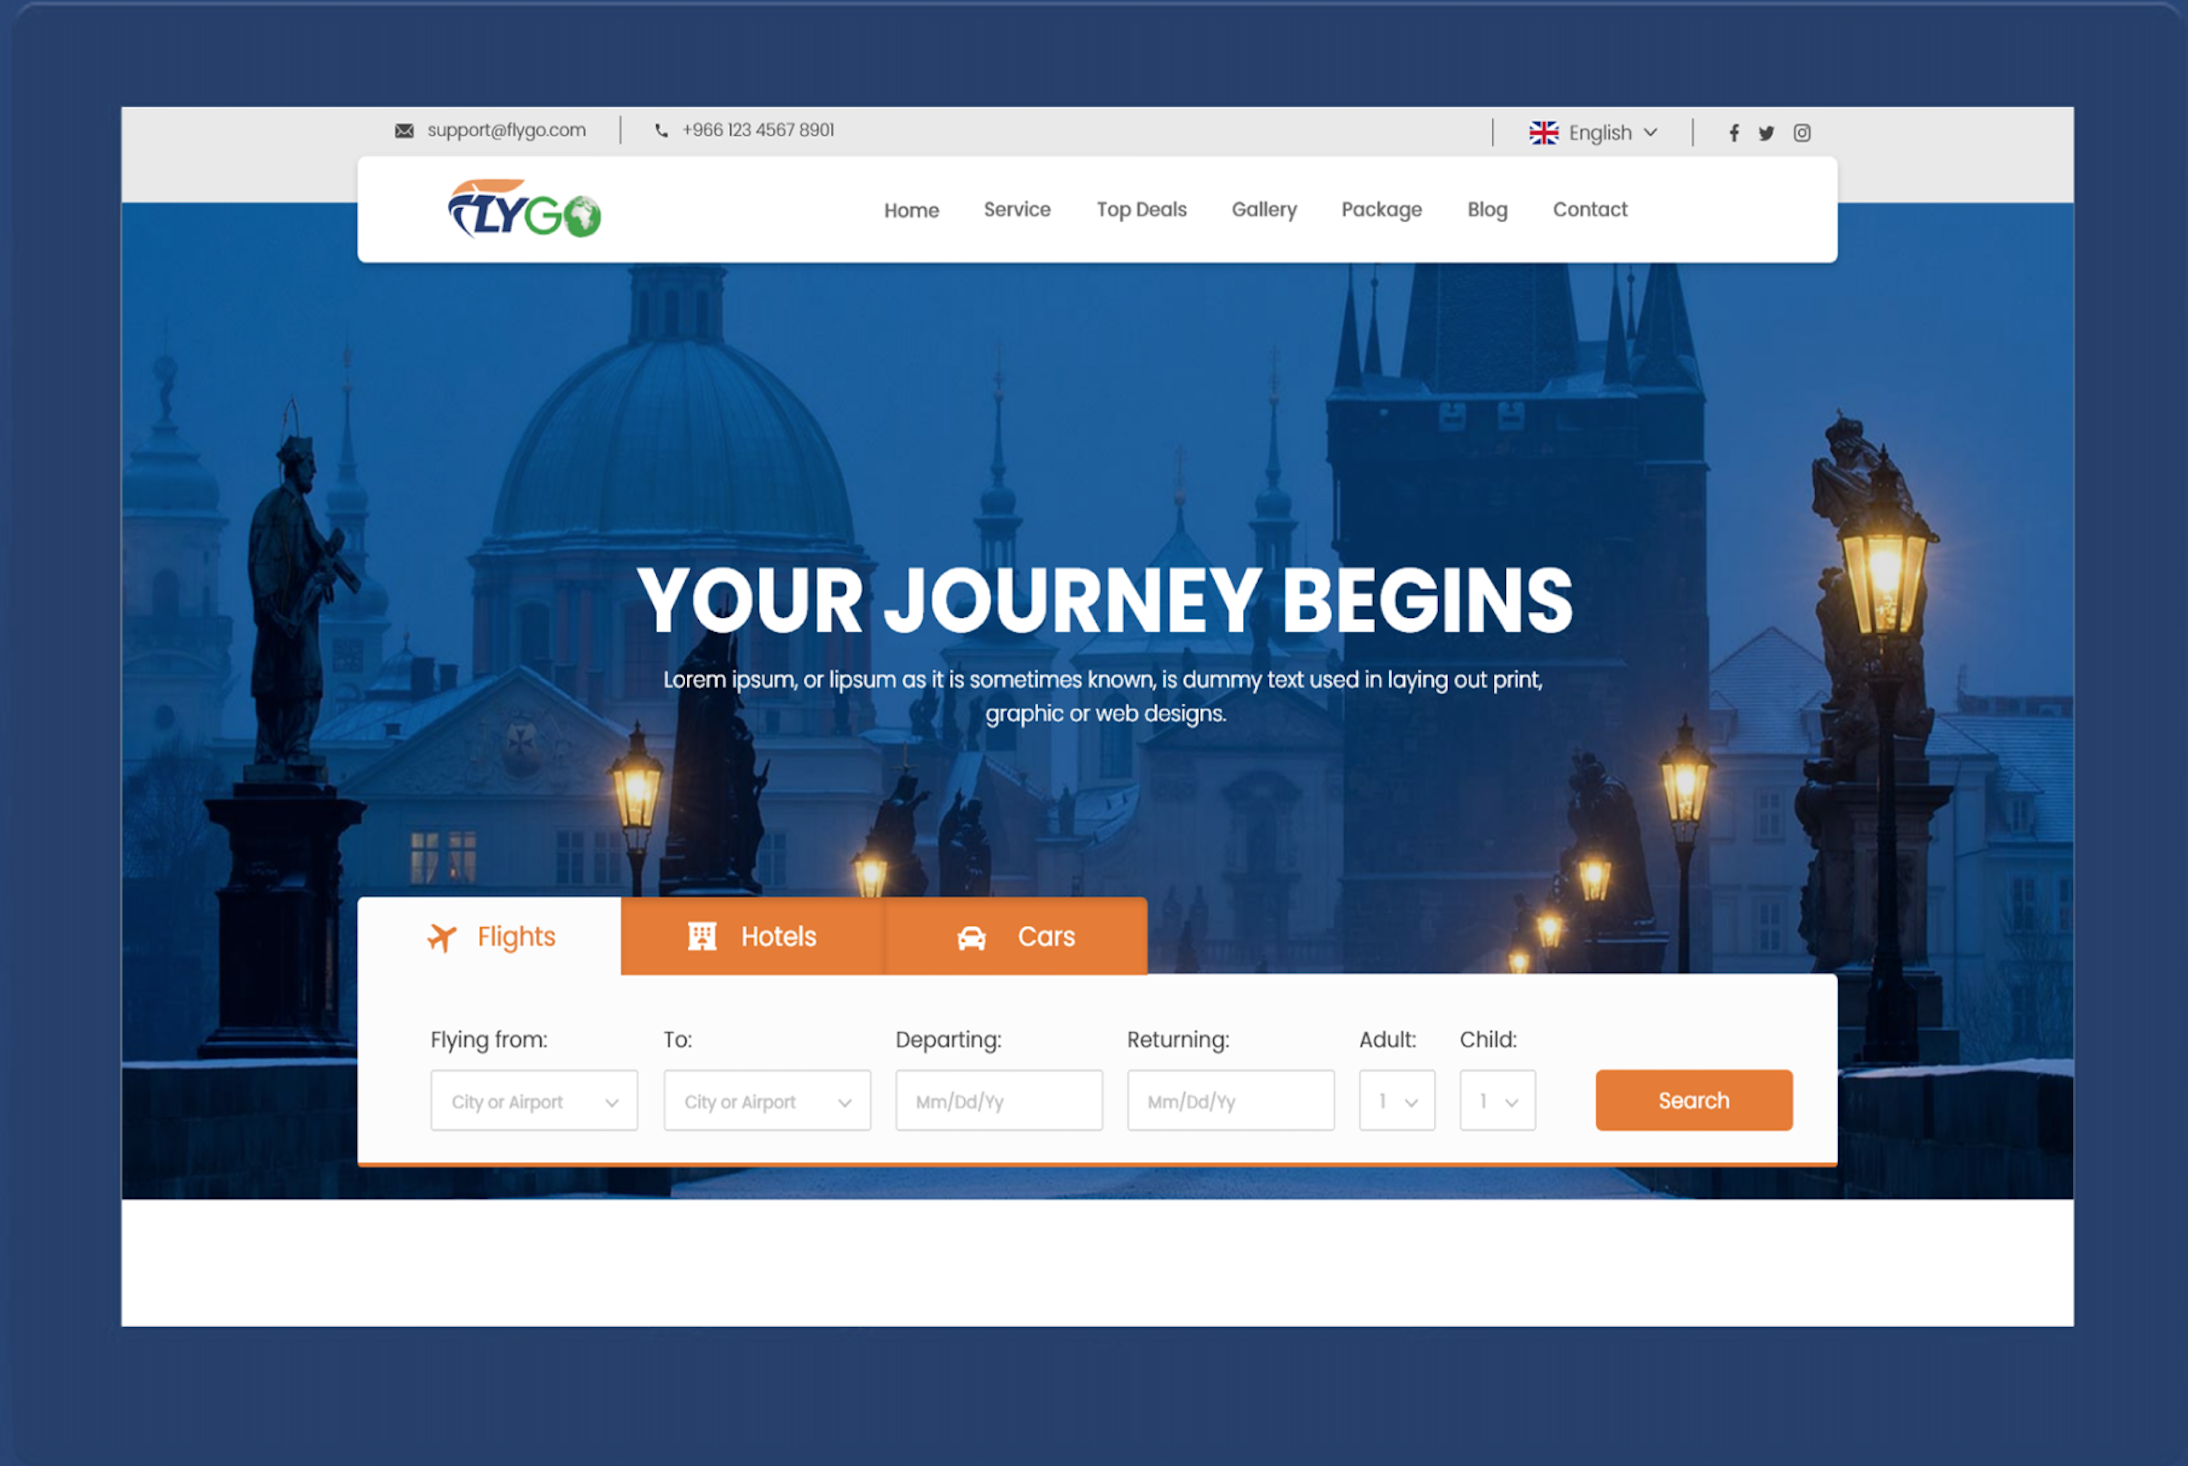 support@flygo.com
+966 123 4567 8901
English
FLYGO
Home
Service
Top Deals
Gallery
Package
Blog
Contact
YOUR JOURNEY BEGINS
Lorem ipsum, or lipsum as it is sometimes known, is dummy text used in laying out print,
graphic or web designs.
Flights
Hotels
Cars
Flying from:
To:
Departing:
Returning:
Adult:
Child:
City or Airport
City or Airport
Mm/Dd/Yy
Mm/Dd/Yy
1
1
Search